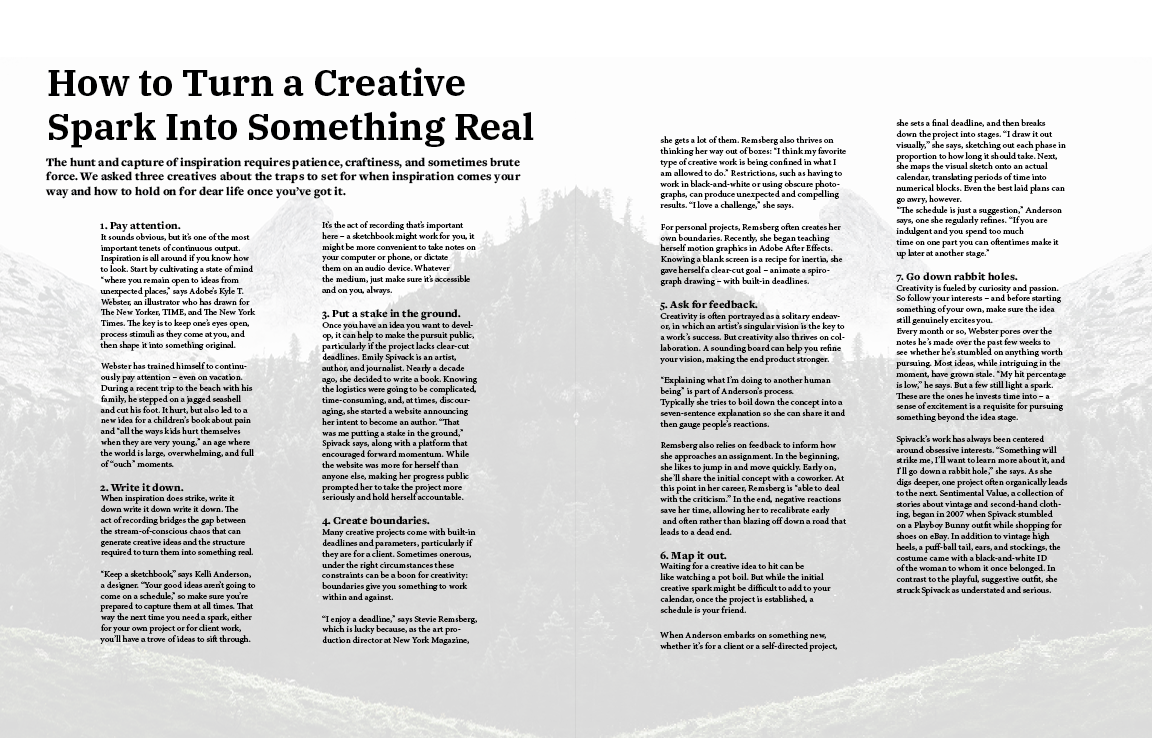 How to Turn a Creative
Spark Into Something Real
The hunt and capture of inspiration requires patience, craftiness, and sometimes brute
force. We asked three creatives about the traps to set for when inspiration comes your
way and how to hold on for dear life once you've got it.
1. Pay attention.
It sounds obvious, but it's one of the most
important tenets of continuous output.
Inspiration is all around if you know how
to look. Start by cultivating a state of mind
“where you remain open to ideas from
unexpected places,” says Adobe's Kyle T.
Webster, an illustrator who has drawn for
The New Yorker, TIME, and The New York
Times. The key is to keep one's eyes open,
process stimuli as they come at you, and
then shape it into something original.
Webster has trained himself to continu-
ously pay attention – even on vacation.
During a recent trip to the beach with his
family, he stepped on a jagged seashell
and cut his foot. It hurt, but also led to a
new idea for a children's book about pain
and “all the ways kids hurt themselves
when they are very young,” an age where
the world is large, overwhelming, and full
of “ouch” moments.
2. Write it down.
When inspiration does strike, write it
down write it down write it down. The
act of recording bridges the gap between
the stream-of-conscious chaos that can
generate creative ideas and the structure
required to turn them into something real.
“Keep a sketchbook,” says Kelli Anderson,
a designer. “Your good ideas aren't going to
come on a schedule,” so make sure you're
prepared to capture them at all times. That
way the next time you need a spark, either
for your own project or for client work,
you'll have a trove of ideas to sift through.
It's the act of recording that's important
here – a sketchbook might work for you, it
might be more convenient to take notes on
your computer or phone, or dictate
them on an audio device. Whatever
the medium, just make sure it's accessible
and on you, always.
3. Put a stake in the ground.
Once you have an idea you want to devel-
op, it can help to make the pursuit public,
particularly if the project lacks clear-cut
deadlines. Emily Spivack is an artist,
author, and journalist. Nearly a decade
ago, she decided to write a book. Knowing
the logistics were going to be complicated,
time-consuming, and, at times, discour-
aging, she started a website announcing
her intent to become an author. “That
was me putting a stake in the ground,”
Spivack says, along with a platform that
encouraged forward momentum. While
the website was more for herself than
anyone else, making her progress public
prompted her to take the project more
seriously and hold herself accountable.
4. Create boundaries.
Many creative projects come with built-in
deadlines and parameters, particularly if
they are for a client. Sometimes onerous,
under the right circumstances these
constraints can be a boon for creativity:
boundaries give you something to work
within and against.
“I enjoy a deadline,” says Stevie Remsberg,
which is lucky because, as the art pro-
duction director at New York Magazine,
she gets a lot of them. Remsberg also thrives on
thinking her way out of boxes: “I think my favorite
type of creative work is being confined in what I
am allowed to do.” Restrictions, such as having to
work in black-and-white or using obscure photo-
graphs, can produce unexpected and compelling
results. “I love a challenge,” she says.
For personal projects, Remsberg often creates her
own boundaries. Recently, she began teaching
herself motion graphics in Adobe After Effects.
Knowing a blank screen is a recipe for inertia, she
gave herself a clear-cut goal – animate a spiro-
graph drawing – with built-in deadlines.
5. Ask for feedback.
Creativity is often portrayed as a solitary endeav-
or, in which an artist's singular vision is the key to
a work's success. But creativity also thrives on col-
laboration. A sounding board can help you refine
your vision, making the end product stronger.
“Explaining what I'm doing to another human
being” is part of Anderson's process.
Typically she tries to boil down the concept into a
seven-sentence explanation so she can share it and
then gauge people's reactions.
Remsberg also relies on feedback to inform how
she approaches an assignment. In the beginning,
she likes to jump in and move quickly. Early on,
she'll share the initial concept with a coworker. At
this point in her career, Remsberg is “able to deal
with the criticism.” In the end, negative reactions
save her time, allowing her to recalibrate early
and often rather than blazing off down a road that
leads to a dead end.
6. Map it out.
Waiting for a creative idea to hit can be
like watching a pot boil. But while the initial
creative spark might be difficult to add to your
calendar, once the project is established, a
schedule is your friend.
When Anderson embarks on something new,
whether it's for a client or a self-directed project,
she sets a final deadline, and then breaks
down the project into stages. “I draw it out
visually,” she says, sketching out each phase in
proportion to how long it should take. Next,
she maps the visual sketch onto an actual
calendar, translating periods of time into
numerical blocks. Even the best laid plans can
go awry, however.
“The schedule is just a suggestion,” Anderson
says, one she regularly refines. “If you are
indulgent and you spend too much
time on one part you can oftentimes make it
up later at another stage.”
7. Go down rabbit holes.
Creativity is fueled by curiosity and passion.
So follow your interests – and before starting
something of your own, make sure the idea
still genuinely excites you.
Every month or so, Webster pores over the
notes he's made over the past few weeks to
see whether he's stumbled on anything worth
pursuing. Most ideas, while intriguing in the
moment, have grown stale. “My hit percentage
is low,” he says. But a few still light a spark.
These are the ones he invests time into – a
sense of excitement is a requisite for pursuing
something beyond the idea stage.
Spivack's work has always been centered
around obsessive interests. “Something will
strike me, I'll want to learn more about it, and
I'll go down a rabbit hole,” she says. As she
digs deeper, one project often organically leads
to the next. Sentimental Value, a collection of
stories about vintage and second-hand cloth-
ing, began in 2007 when Spivack stumbled
on a Playboy Bunny outfit while shopping for
shoes on eBay. In addition to vintage high
heels, a puff-ball tail, ears, and stockings, the
costume came with a black-and-white ID
of the woman to whom it once belonged. In
contrast to the playful, suggestive outfit, she
struck Spivack as understated and serious.